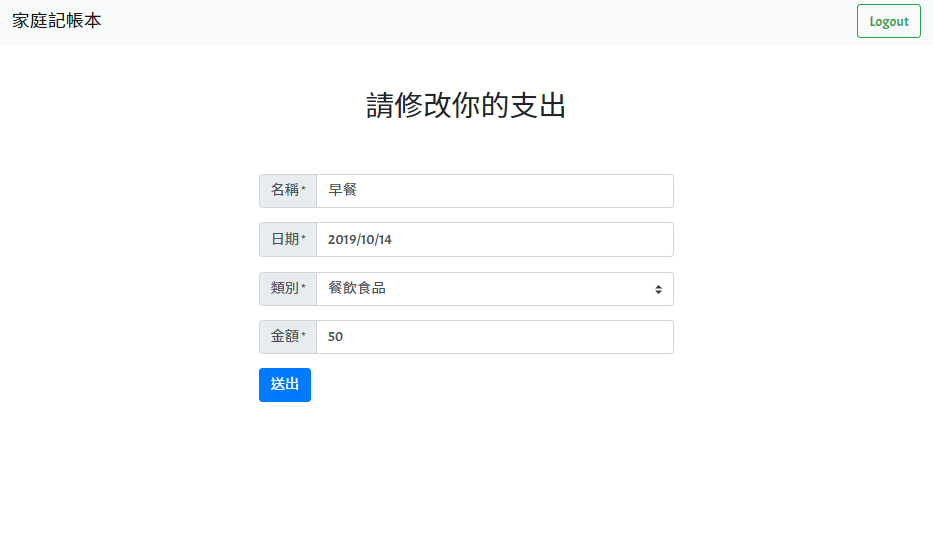 家庭記帳本
Logout
請修改你的支出
名稱* 早餐
日期* 2019/10/14
類別* 餐飲食品
金額* 50
送出